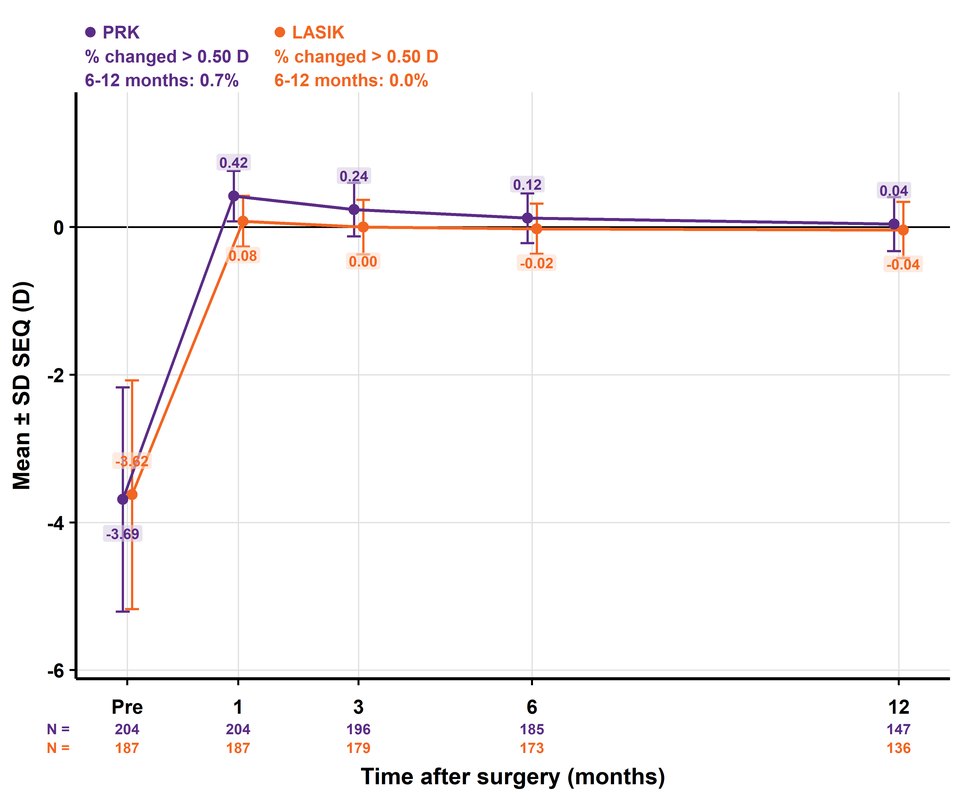 PRK LASIK
% changed > 0.50 D % changed > 0.50 D
6-12 months: 0.7% 6-12 months: 0.0%
0.42
0.24
0.12
0.04
0
0.08
0.00
-0.02
-0.04
-2
Mean ± SD SEQ (D)
-3.62
-4
-3.69
-6
Pre 1 3 6 12
N = 204 204 196 185 147
N = 187 187 179 173 136
Time after surgery (months)